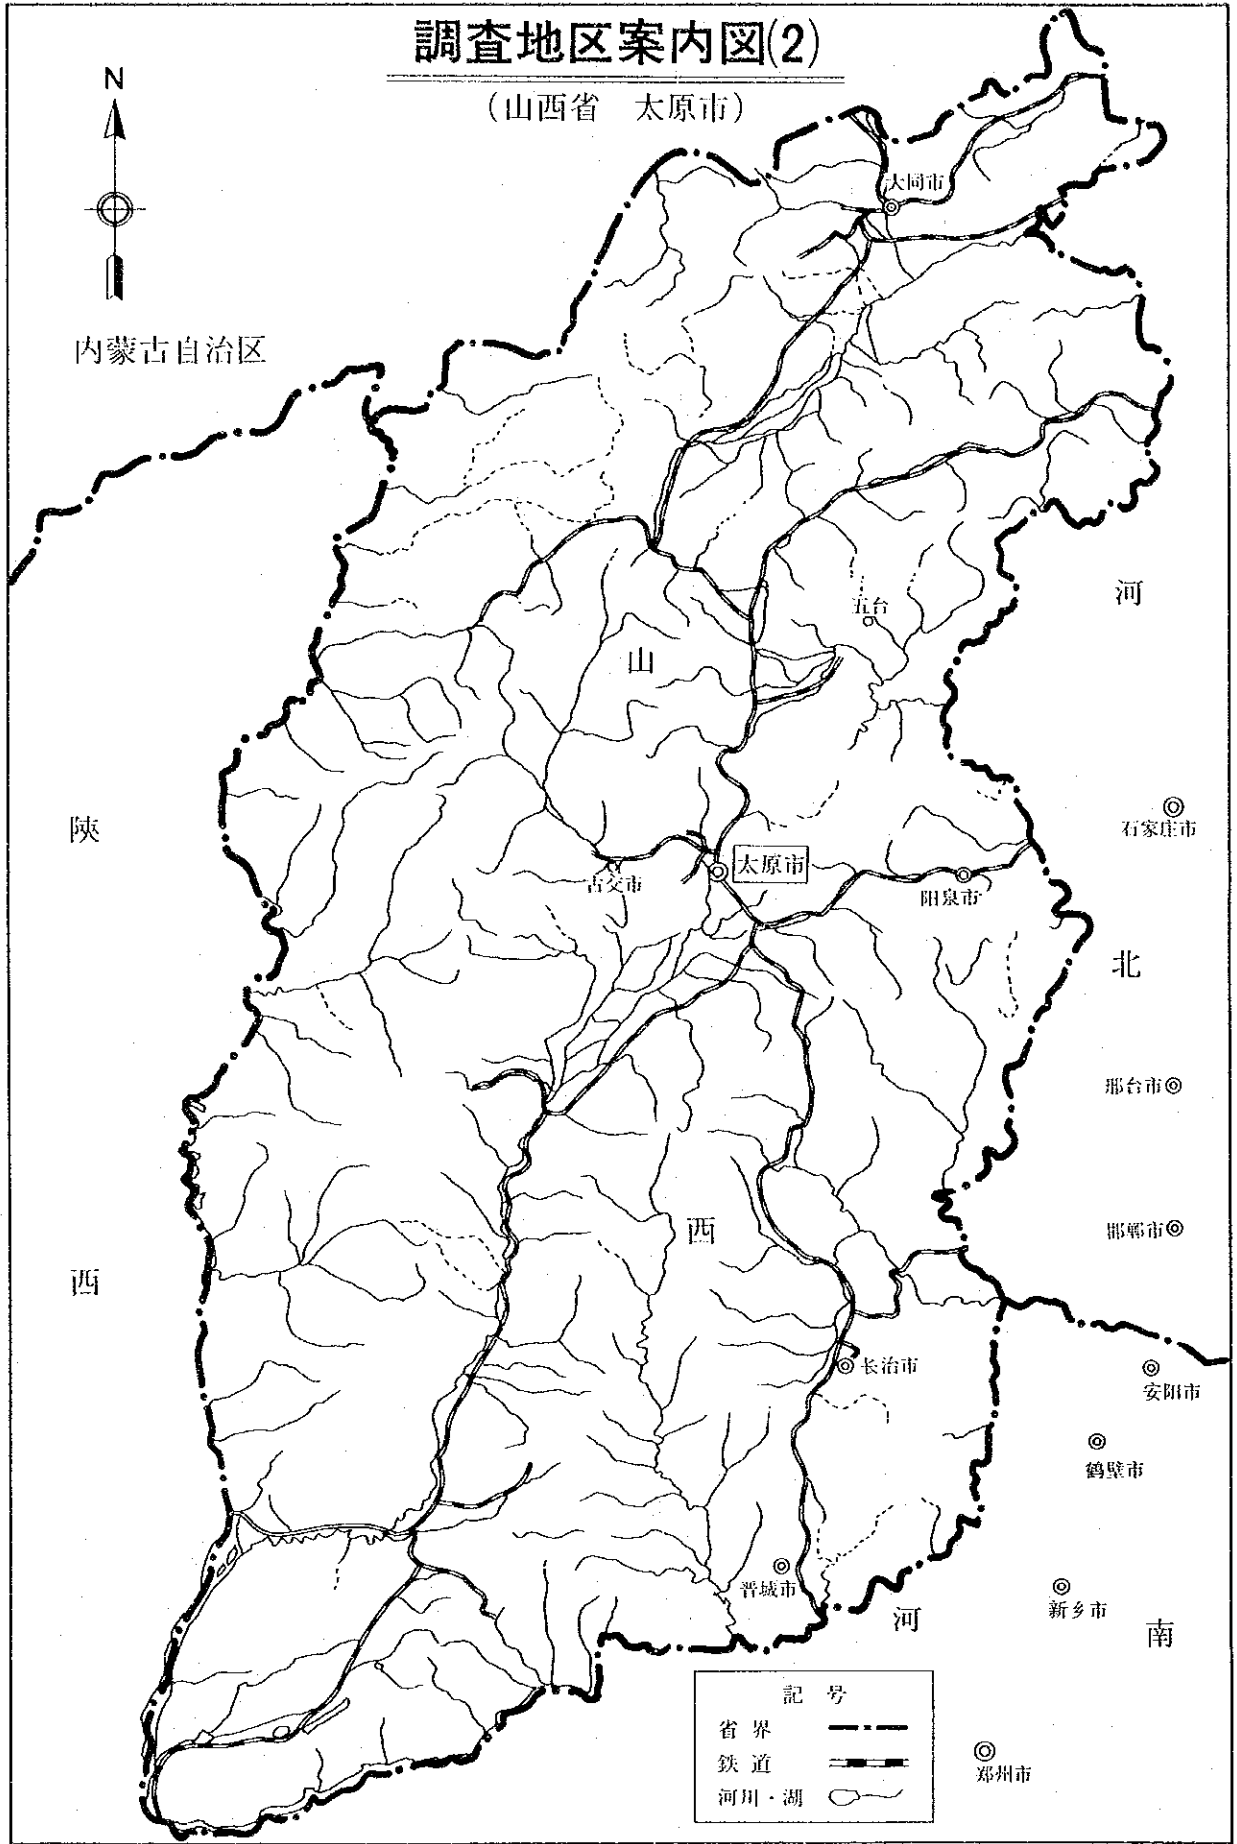 調査地区案内図(2)
(山西省 太原市)
N
大同市
内蒙古自治区
河
五台
山
陝
石家庄市
太原市
古交市
阳泉市
北
邢台市
西
邯郸市
西
长治市
安阳市
鹤壁市
晋城市
新乡市
河
南
記号
省界
鉄道
河川・湖
郑州市